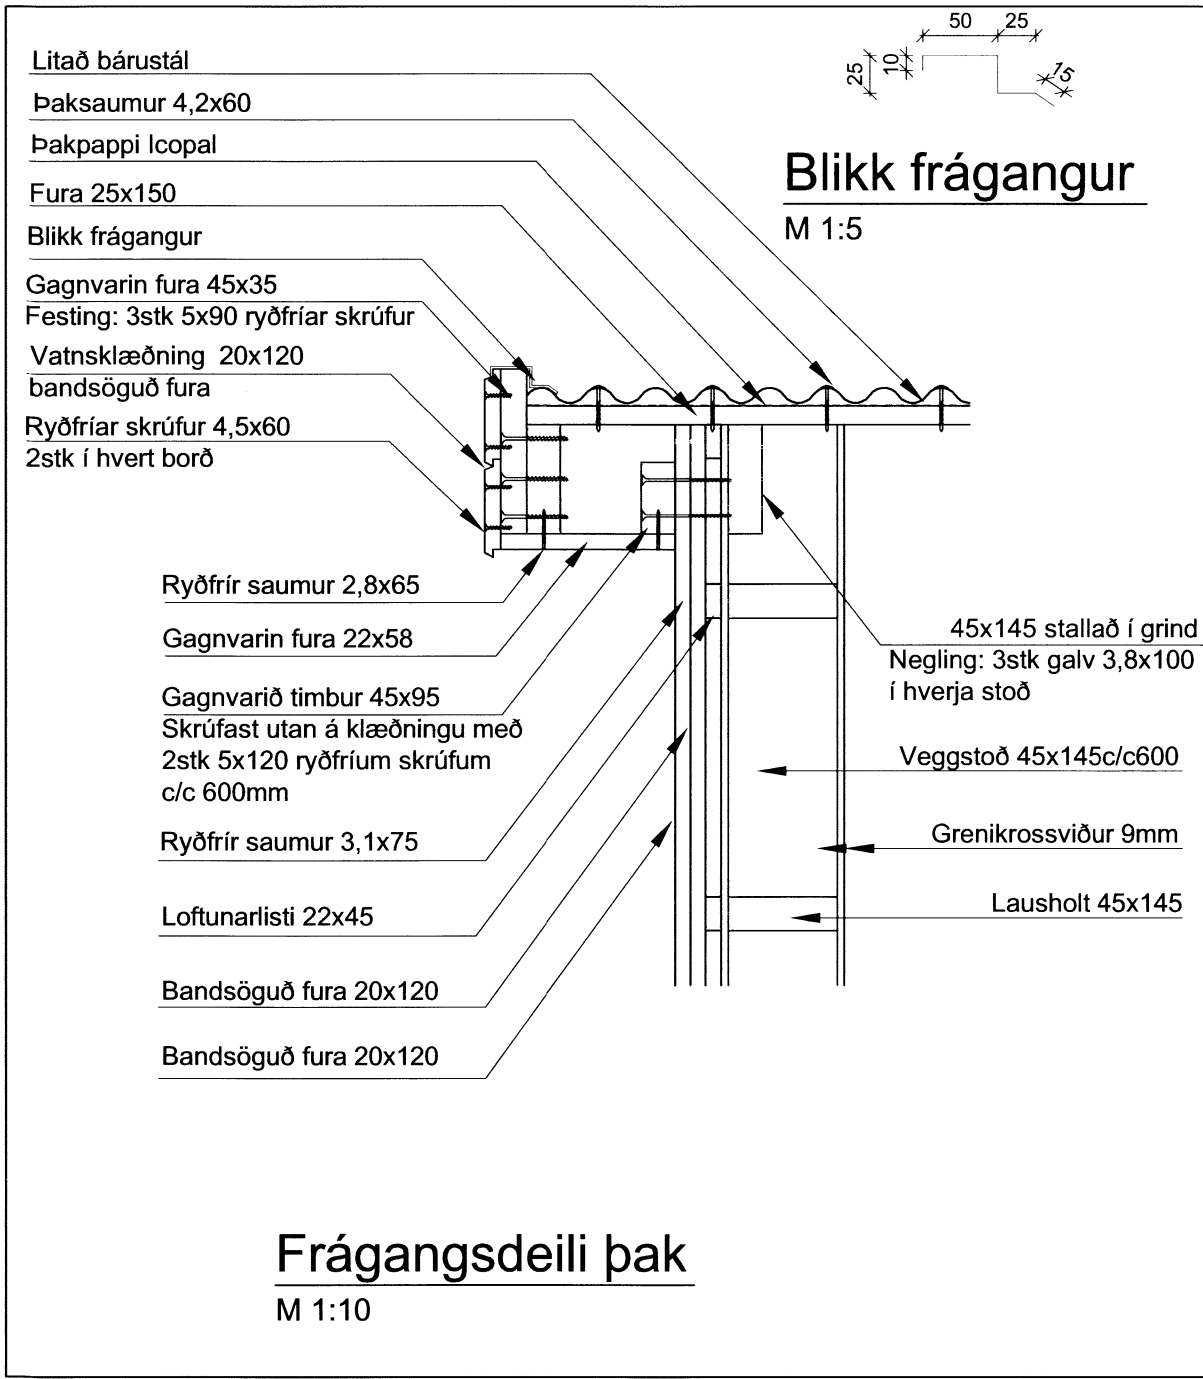 Litað bárustál
Þaksaumur 4,2x60
Þakpappi Icopal
Fura 25x150
Blikk frágangur
Gagnvarin fura 45x35
Festing: 3stk 5x90 ryðfríar skrúfur
Vatnsklæðning 20x120
bandsöguð fura
Ryðfríar skrúfur 4,5x60
2stk í hvert borð
50
25
25
10
15
Blikk frágangur
M 1:5
Ryðfrír saumur 2,8x65
Gagnvarin fura 22x58
Gagnvarið timbur 45x95
Skrúfast utan á klæðningu með
2stk 5x120 ryðfríum skrúfum
c/c 600mm
Ryðfrír saumur 3,1x75
Loftunarlisti 22x45
Bandsöguð fura 20x120
Bandsöguð fura 20x120
45x145 stallað í grind
Negling: 3stk galv 3,8x100
í hverja stoð
Veggstoð 45x145c/c600
Grenikrossviður 9mm
Lausholt 45x145
Frágangsdeili þak
M 1:10